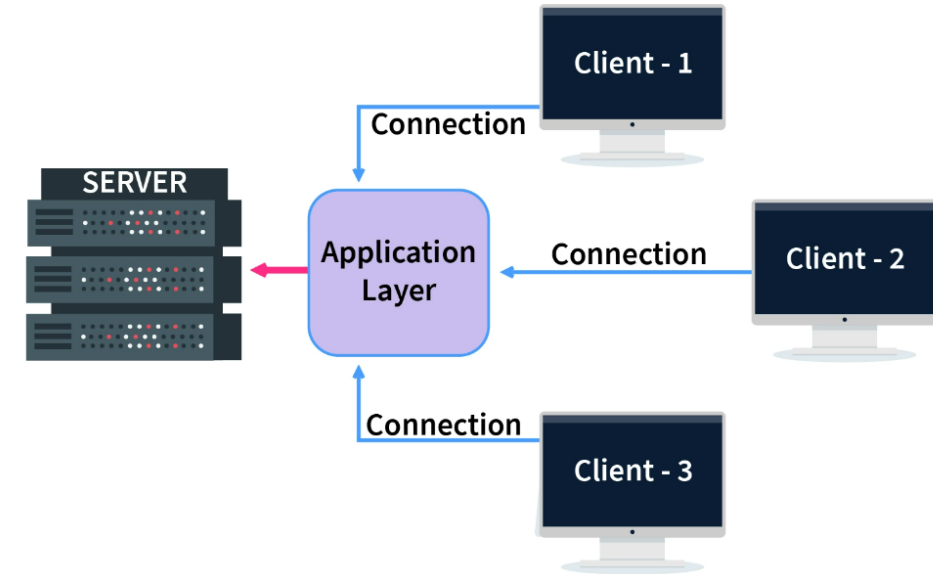 Client - 1
Connection
SERVER
Application
Layer
Connection
Client - 2
Connection
Client - 3